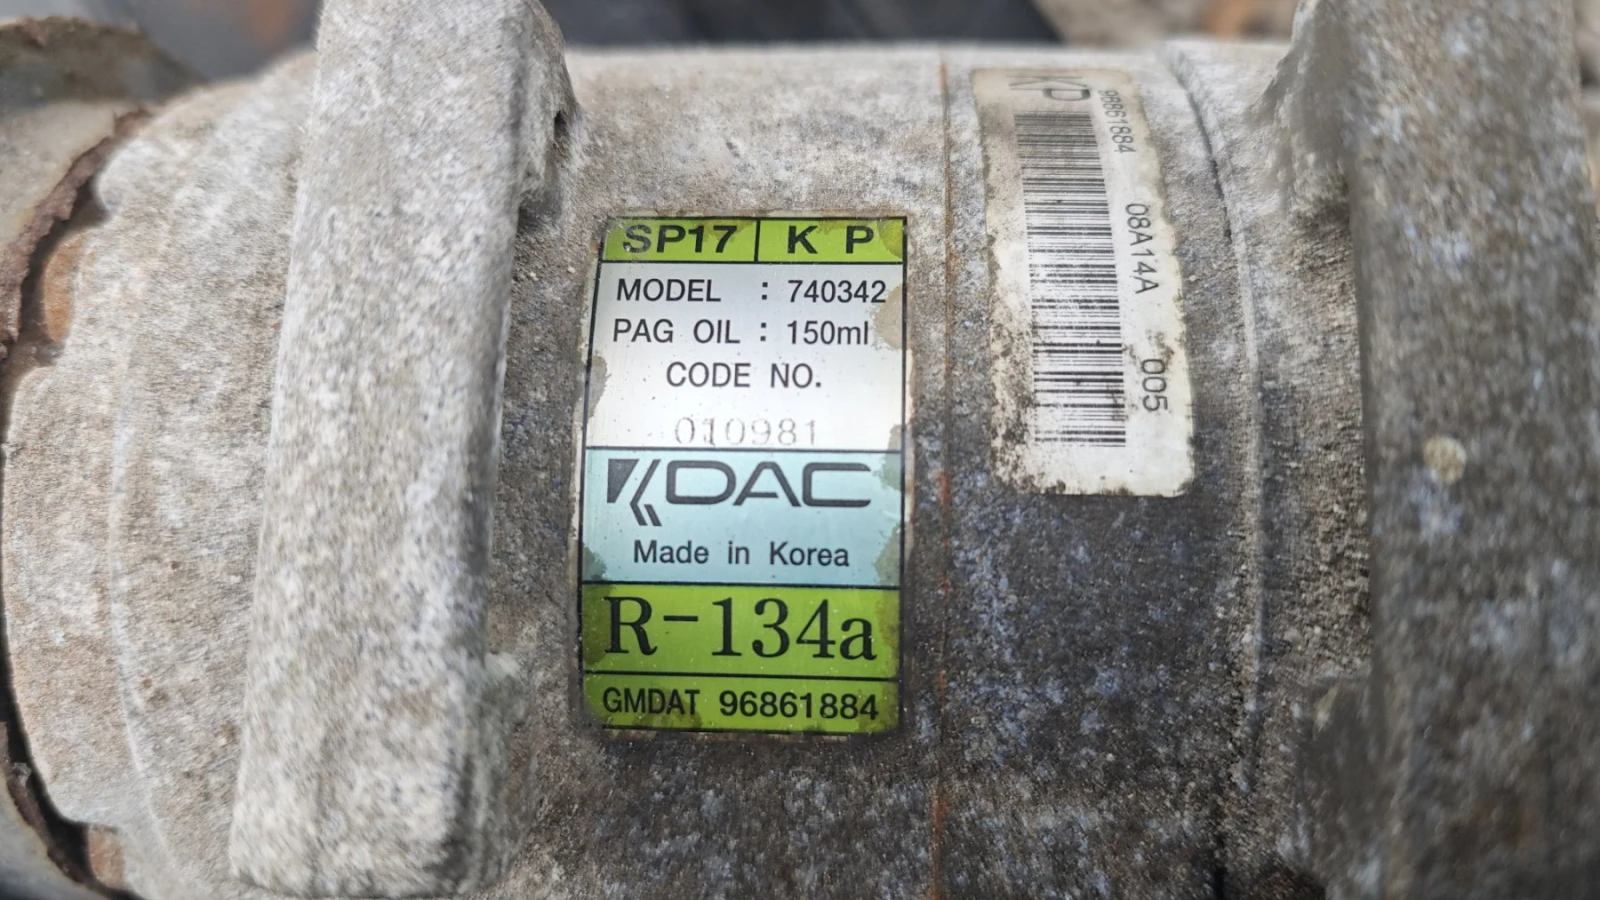 SP17 K P
MODEL : 740342
PAG OIL : 150ml
CODE NO.
010981
KDAC
Made in Korea
R-134a
GMDAT 96861884
KP
96861884 08A14A 005